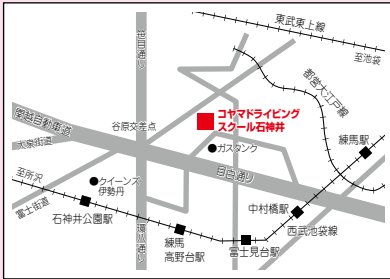 東武東上線
至池袋
笹目通り
都営大江戸線
コヤマドライビング
スクール石神井
関越自動車道
谷原交差点
大泉街道
ガスタンク
練馬駅
目白通り
クイーンズ
伊勢丹
至所沢
富士街道
中村橋駅
石神井公園駅
環八通り
西武池袋線
練馬
高野台駅
富士見台駅